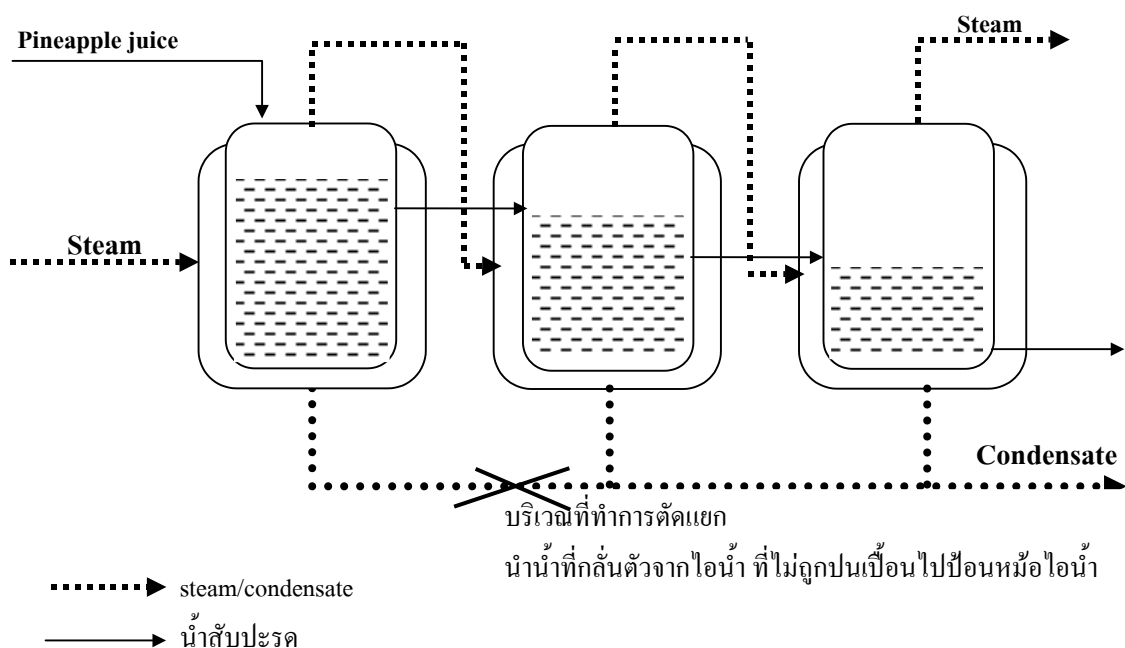 Steam
Pineapple juice
Steam
Condensate
บริเวณที่ทำการตัดแยก
นำน้ำที่กลั่นตัวจากไอน้ำ ที่ไม่ถูกปนเปื้อนไปป้อนหม้อไอน้ำ
steam/condensate
น้ำสับปะรด